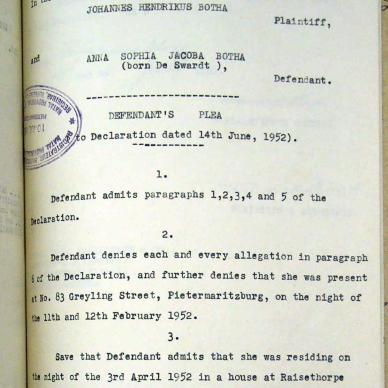 In the
JOHANNES HENDRIKUS BOTHA
Plaintiff,
and
ANNA SOPHIA JACOBA BOTHA
(born De Swardt ),
Defendant.
DEFENDANT'S PLEA
to Declaration dated 14th June, 1952).
1.
Defendant admits paragraphs 1,2,3,4 and 5 of the
Declaration.
2.
Defendant denies each and every allegation in paragraph
6 of the Declaration, and further denies that she was present
at No. 83 Greyling Street, Pietermaritzburg, on the night of
the 11th and 12th February 1952.
3.
Save that Defendant admits that she was residing on
the night of the 3rd April 1952 in a house at Raisethorpe